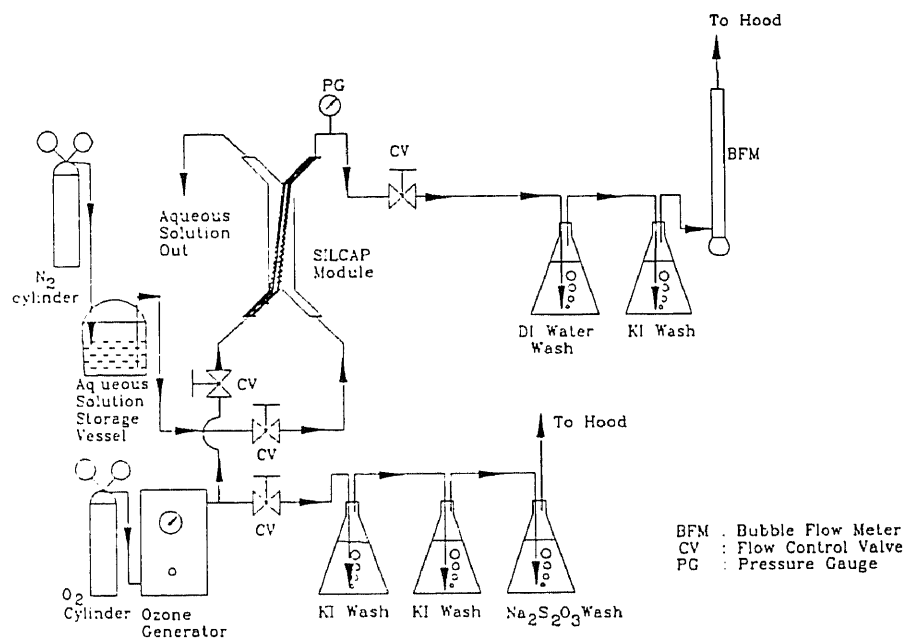 To Hood
PG
CV
BFM
Aqueous
Solution
Out
SILCAP
Module
N2
cylinder
DI Water
Wash
KI Wash
Aqueous
Solution
Storage
Vessel
CV
CV
To Hood
CV
O2
Cylinder
Ozone
Generator
KI Wash
KI Wash
Na2S2O3 Wash
BFM : Bubble Flow Meter
CV : Flow Control Valve
PG : Pressure Gauge